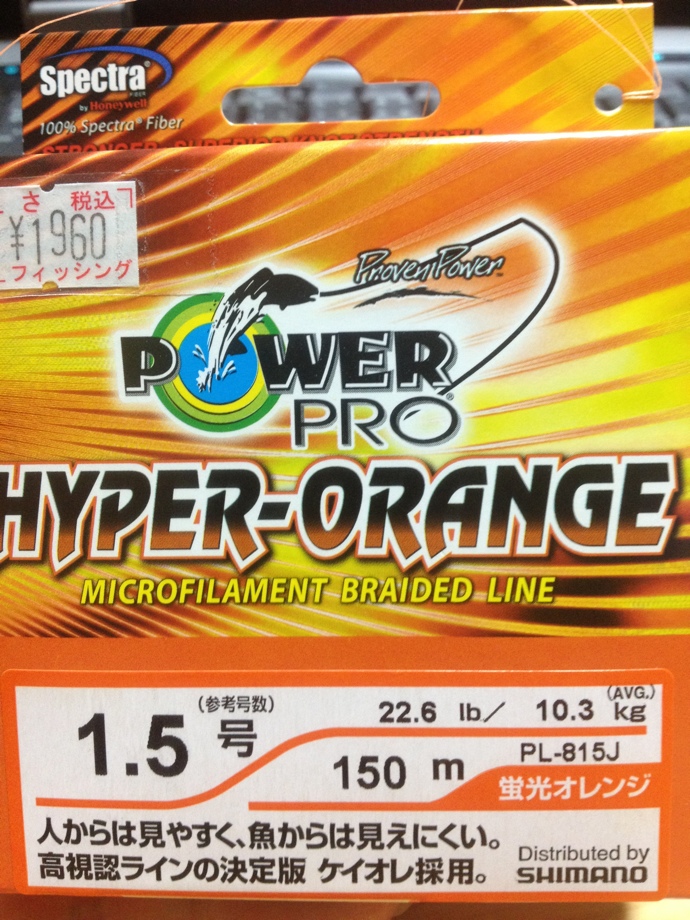 Spectra®
by Honeywell
100% Spectra® Fiber
さ 税込
¥1960
フィッシング
ProvenPower™
POWER
PRO®
HYPER-ORANGE
MICROFILAMENT BRAIDED LINE
(参考号数)
1.5号
22.6 lb/ 10.3 kg
(AVG.)
150 m
PL-815J
蛍光オレンジ
人からは見やすく、魚からは見えにくい。
高視認ラインの決定版 ケイオレ採用。
Distributed by
SHIMANO